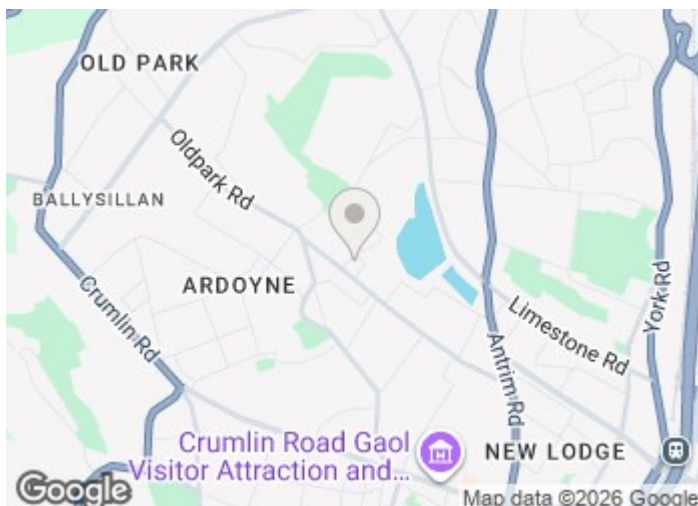 OLD PARK
Oldpark Rd
BALLYSILLAN
ARDOYNE
Crumlin Rd
York Rd
Limestone Rd
Antrim Rd
Crumlin Road Gaol
Visitor Attraction and...
NEW LODGE
Google
Map data ©2026 Google